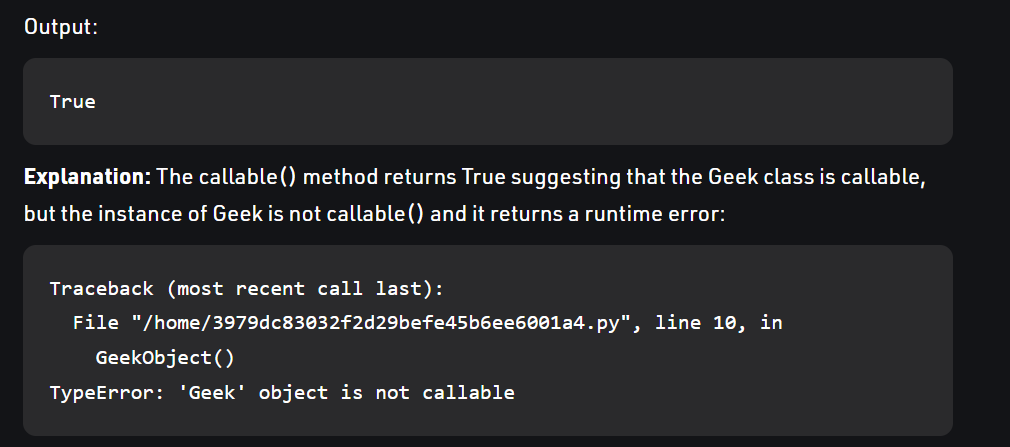 Output:
True
Explanation: The callable() method returns True suggesting that the Geek class is callable,
but the instance of Geek is not callable() and it returns a runtime error:
Traceback (most recent call last):
  File "/home/3979dc83032f2d29befe45b6ee6001a4.py", line 10, in
    GeekObject()
TypeError: 'Geek' object is not callable